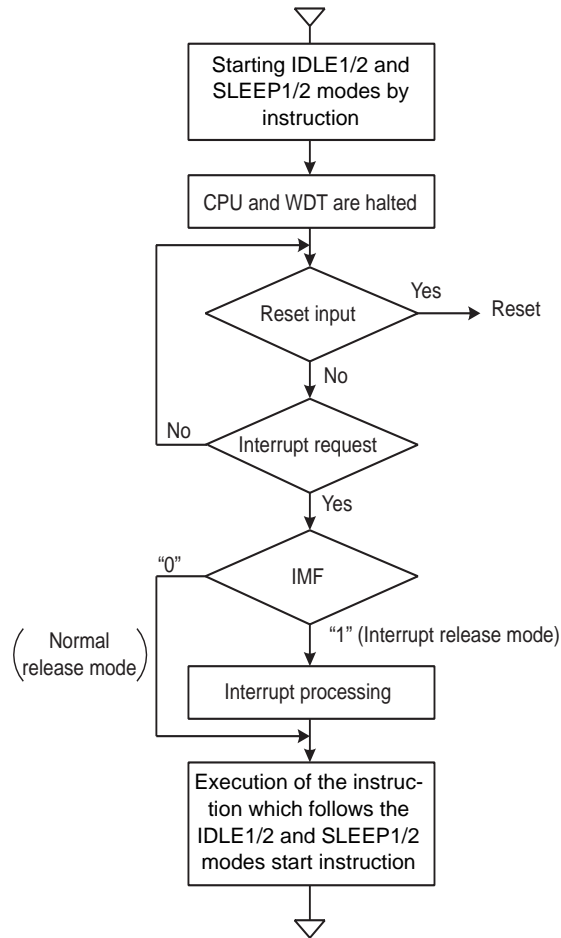 Starting IDLE1/2 and
SLEEP1/2 modes by
instruction
CPU and WDT are halted
Reset input
Yes
Reset
No
No
Interrupt request
Yes
“0”
IMF
Normal
release mode
“1” (Interrupt release mode)
Interrupt processing
Execution of the instruc-
tion which follows the
IDLE1/2 and SLEEP1/2
modes start instruction